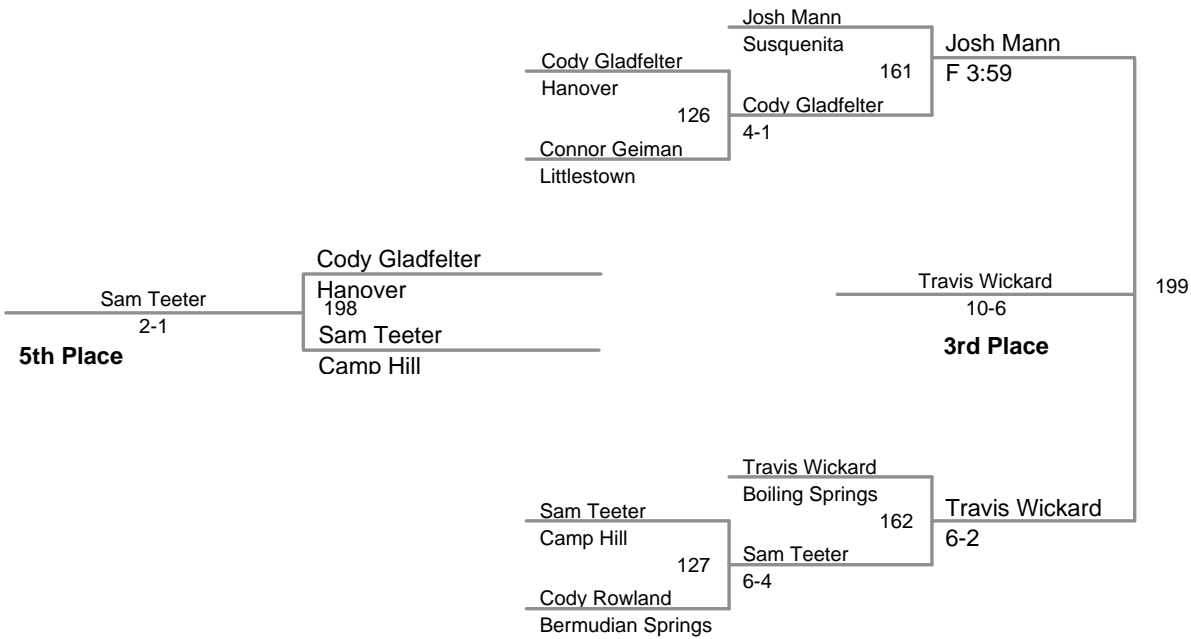 Josh Mann
Susquenita
161
Josh Mann
F 3:59
Cody Gladfelter
Hanover
126
Cody Gladfelter
4-1
Connor Geiman
Littlestown
Cody Gladfelter
Hanover
198
Sam Teeter
Camp Hill
Sam Teeter
2-1
5th Place
Travis Wickard
10-6
3rd Place
199
Travis Wickard
Boiling Springs
162
Travis Wickard
6-2
Sam Teeter
Camp Hill
127
Sam Teeter
6-4
Cody Rowland
Bermudian Springs